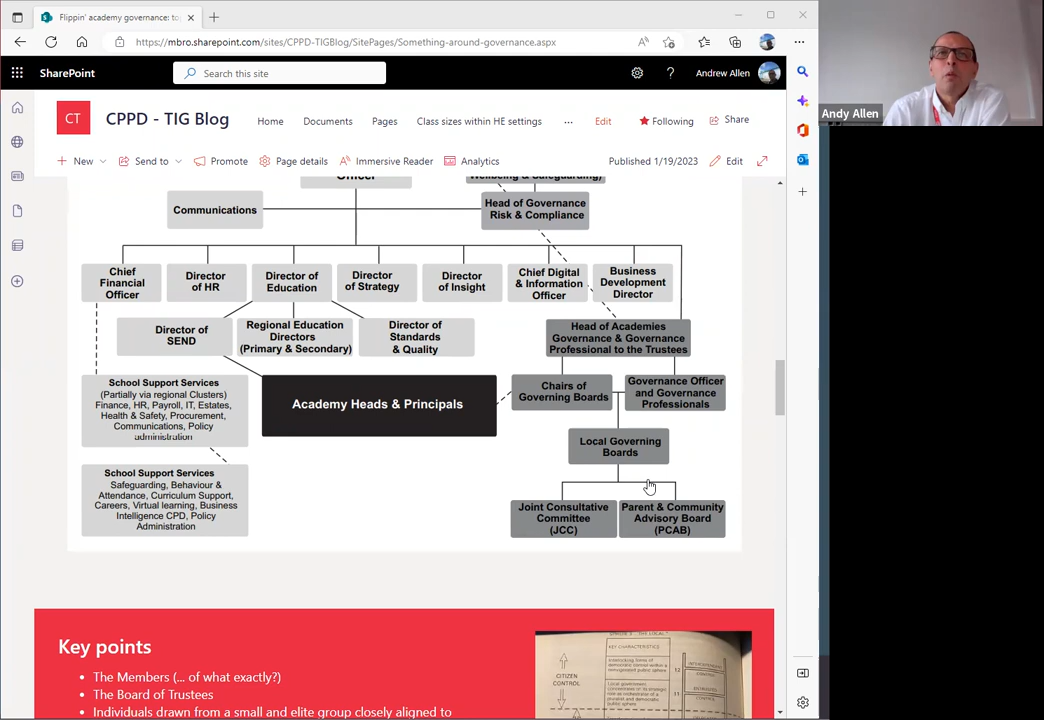 Flippin' academy governance: to
https://mbro.sharepoint.com/sites/CPPD-TIGBlog/SitePages/Something-around-governance.aspx
SharePoint
Search this site
Andrew Allen
Andy Allen
CT
CPPD - TIG Blog
Home
Documents
Pages
Class sizes within HE settings
...
Edit
Following
Share
New
Send to
Promote
Page details
Immersive Reader
Analytics
Published 1/19/2023
Edit
Officer
Wellbeing & Safeguarding)
Communications
Head of Governance
Risk & Compliance
Chief
Financial
Officer
Director
of HR
Director of
Education
Director
of Strategy
Director
of Insight
Chief Digital
& Information
Officer
Business
Development
Director
Director of
SEND
Regional Education
Directors
(Primary & Secondary)
Director of
Standards
& Quality
Head of Academies
Governance & Governance
Professional to the Trustees
School Support Services
(Partially via regional Clusters)
Finance, HR, Payroll, IT, Estates,
Health & Safety, Procurement,
Communications, Policy
administration
Academy Heads & Principals
Chairs of
Governing Boards
Governance Officer
and Governance
Professionals
Local Governing
Boards
School Support Services
Safeguarding, Behaviour &
Attendance, Curriculum Support,
Careers, Virtual learning, Business
Intelligence CPD, Policy
Administration
Joint Consultative
Committee
(JCC)
Parent & Community
Advisory Board
(PCAB)
Key points
The Members (... of what exactly?)
The Board of Trustees
Individuals drawn from a small and elite group closely aligned to
KEY CHARACTERISTICS
CITIZEN
CONTROL
12
11